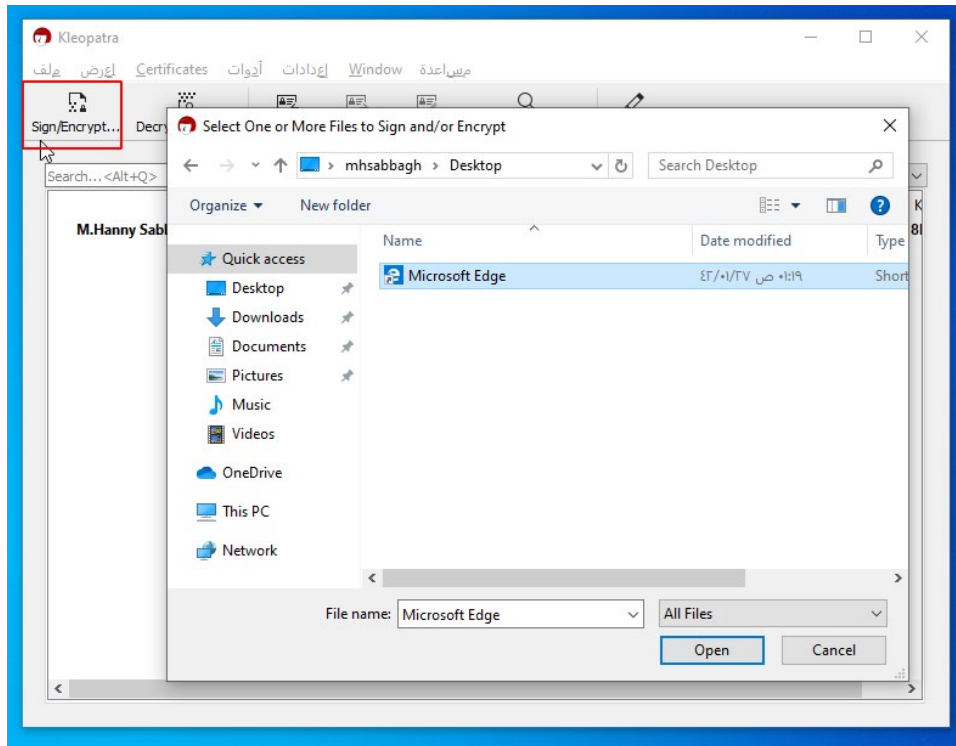 Kleopatra
ملف إعرض Certificates أدوات إعدادات Window مساعدة
Sign/Encrypt...
Search...<Alt+Q>
M.Hanny Sabl
Select One or More Files to Sign and/or Encrypt
mhsabbagh > Desktop
Search Desktop
Organize
New folder
Name
Date modified
Type
Quick access
Desktop
Downloads
Documents
Pictures
Music
Videos
OneDrive
This PC
Network
Microsoft Edge
٤٢/٠١/٢٧ ص ٠١:١٩
Short
File name:
Microsoft Edge
All Files
Open
Cancel